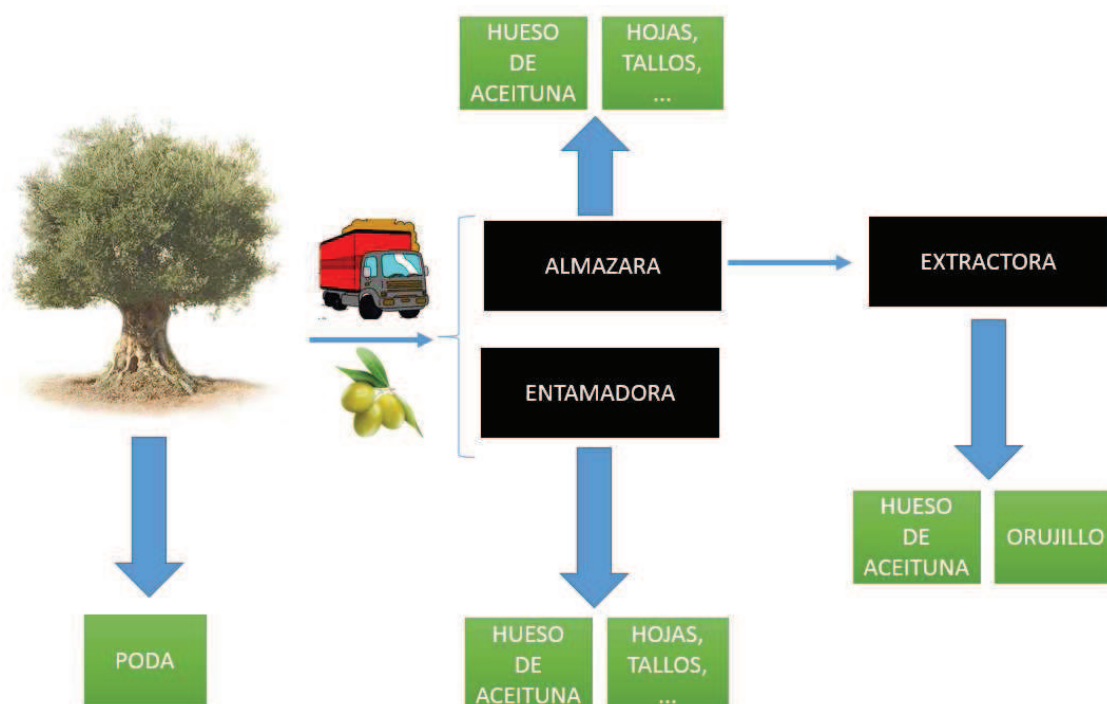 HUESO
DE
ACEITUNA
HOJAS,
TALLOS,
...
ALMAZARA
EXTRACTORA
ENTAMADORA
HUESO
DE
ACEITUNA
ORUJILLO
PODA
HUESO
DE
ACEITUNA
HOJAS,
TALLOS,
...